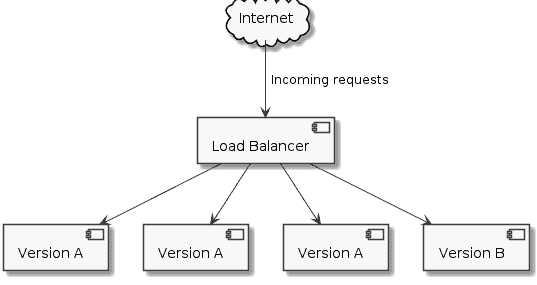 Internet
Incoming requests
Load Balancer
Version A
Version A
Version A
Version B